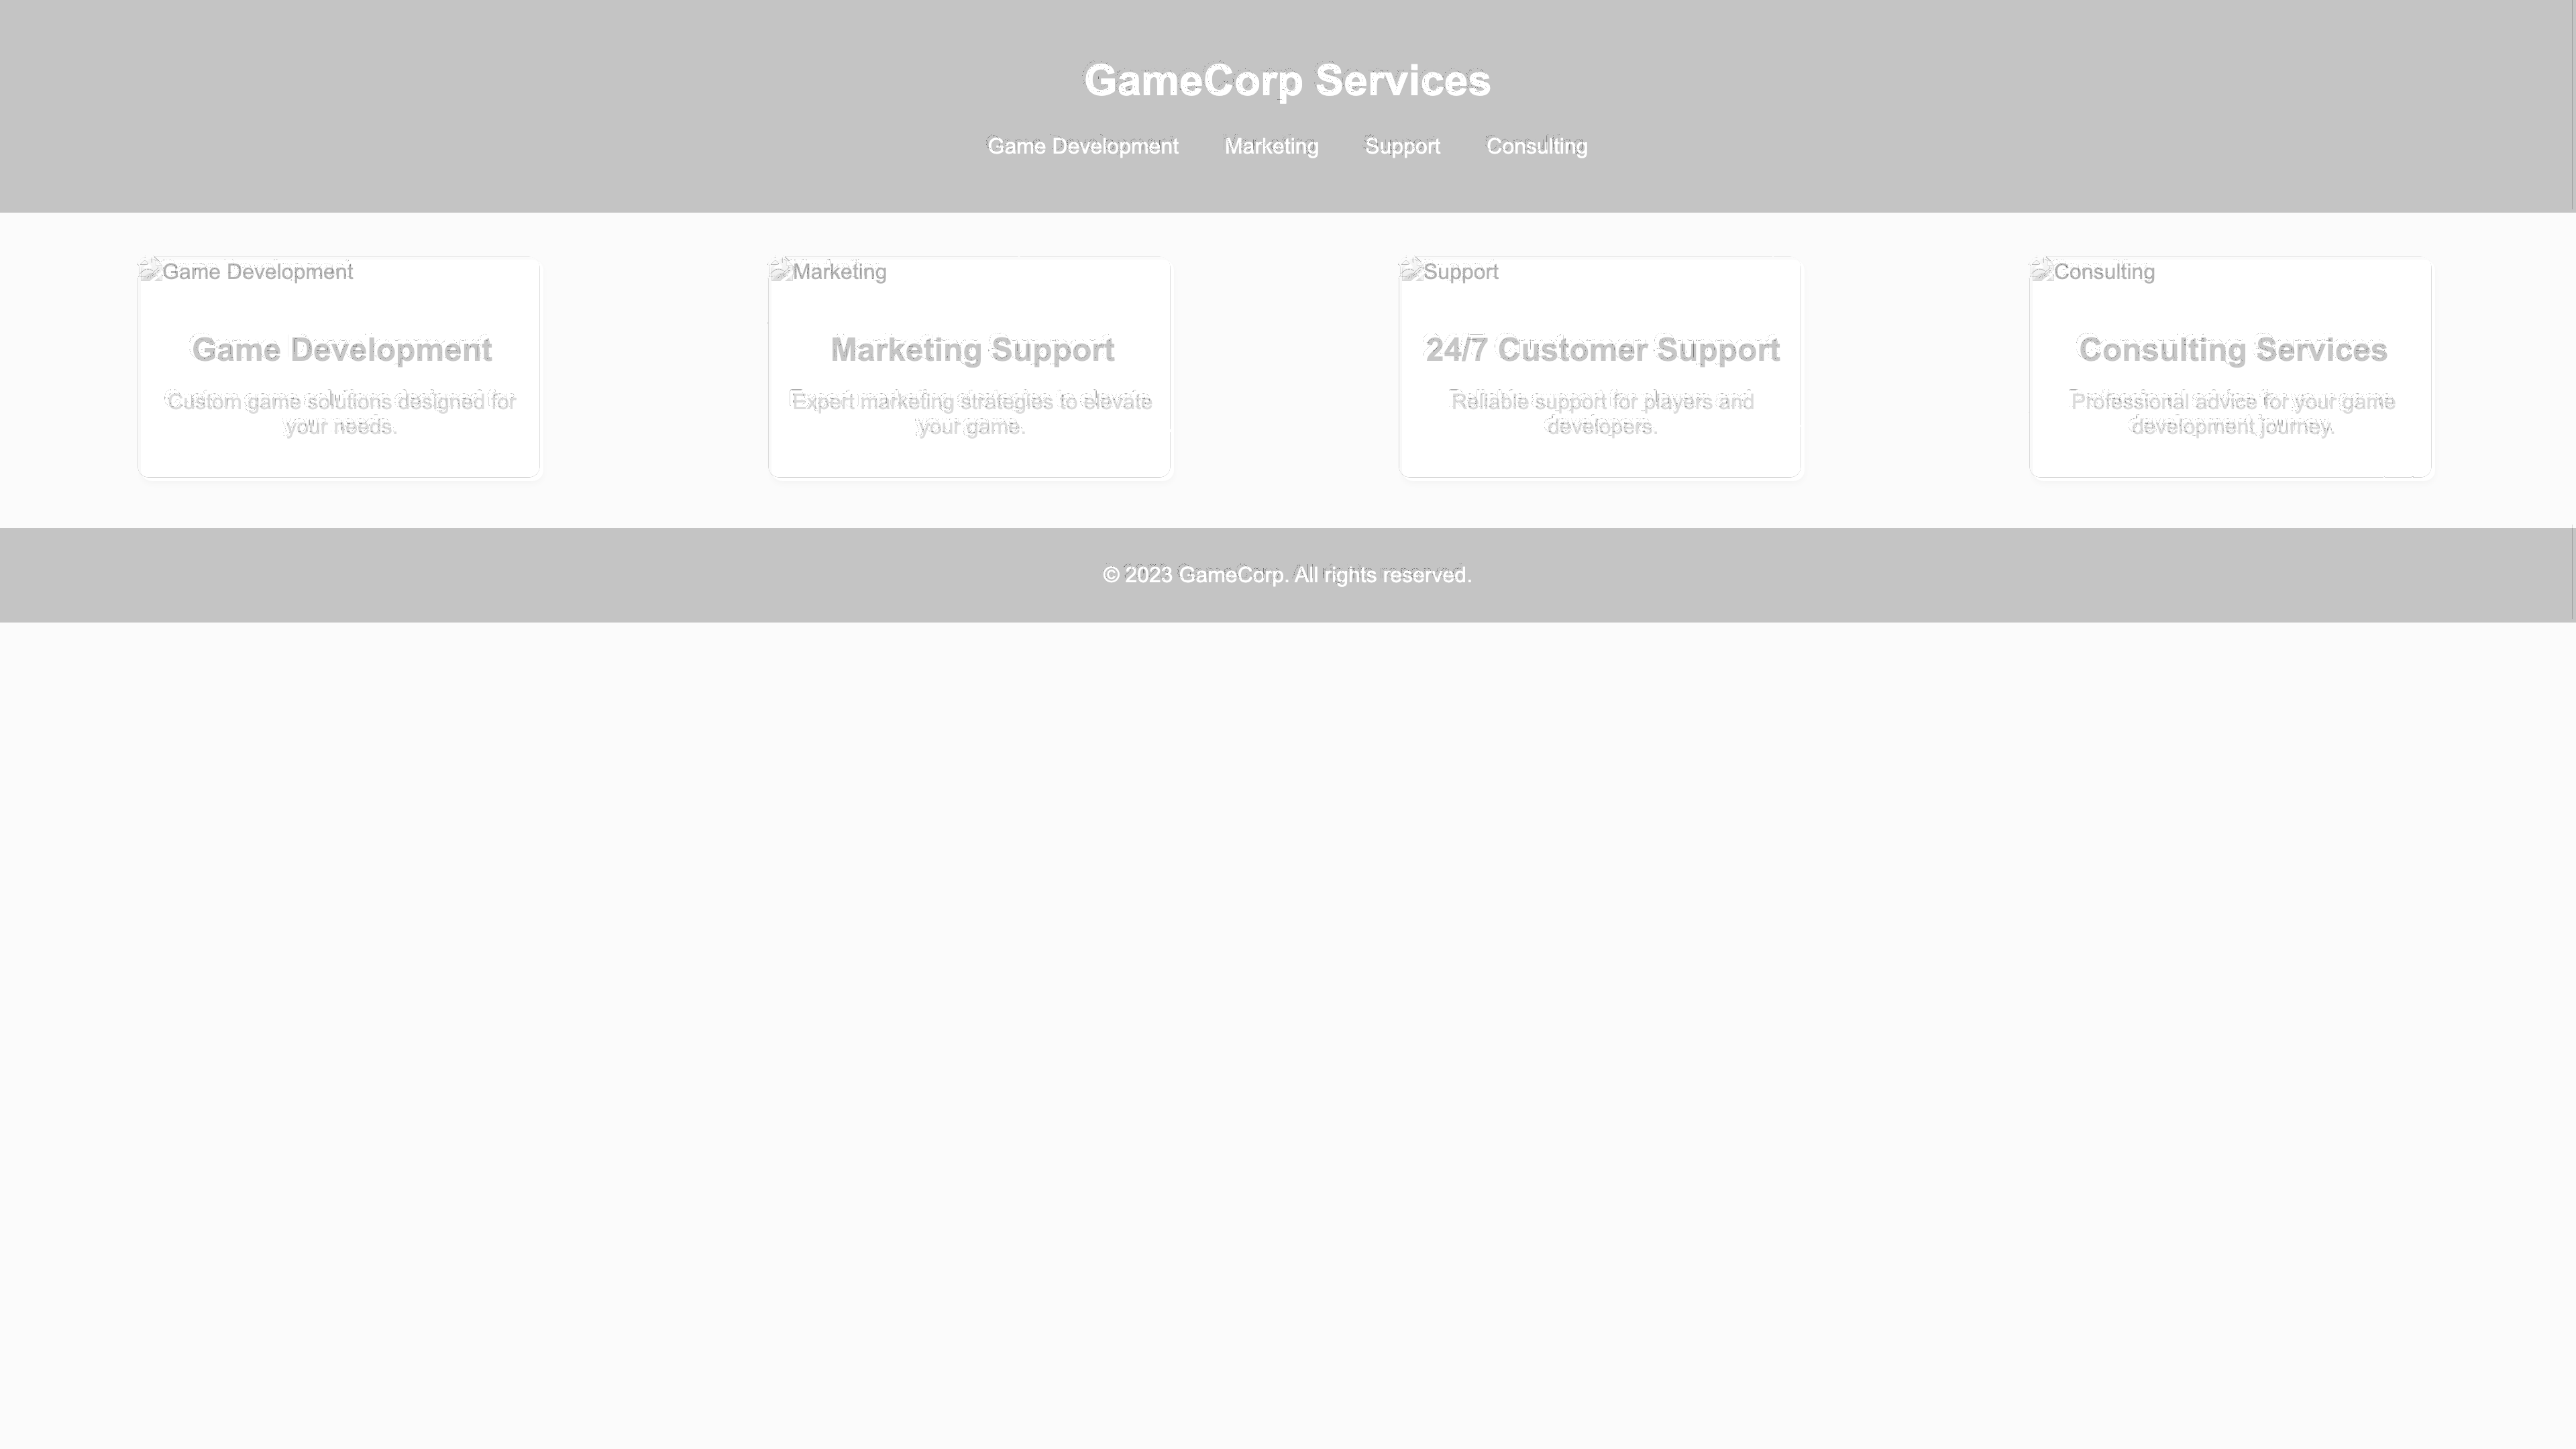 GameCorp Services
Game Development Marketing Support Consulting
Game Development
Game Development
Custom game solutions designed for
your needs.
Marketing
Marketing Support
Expert marketing strategies to elevate
your game.
Support
24/7 Customer Support
Reliable support for players and
developers.
Consulting
Consulting Services
Professional advice for your game
development journey.
© 2023 GameCorp. All rights reserved.